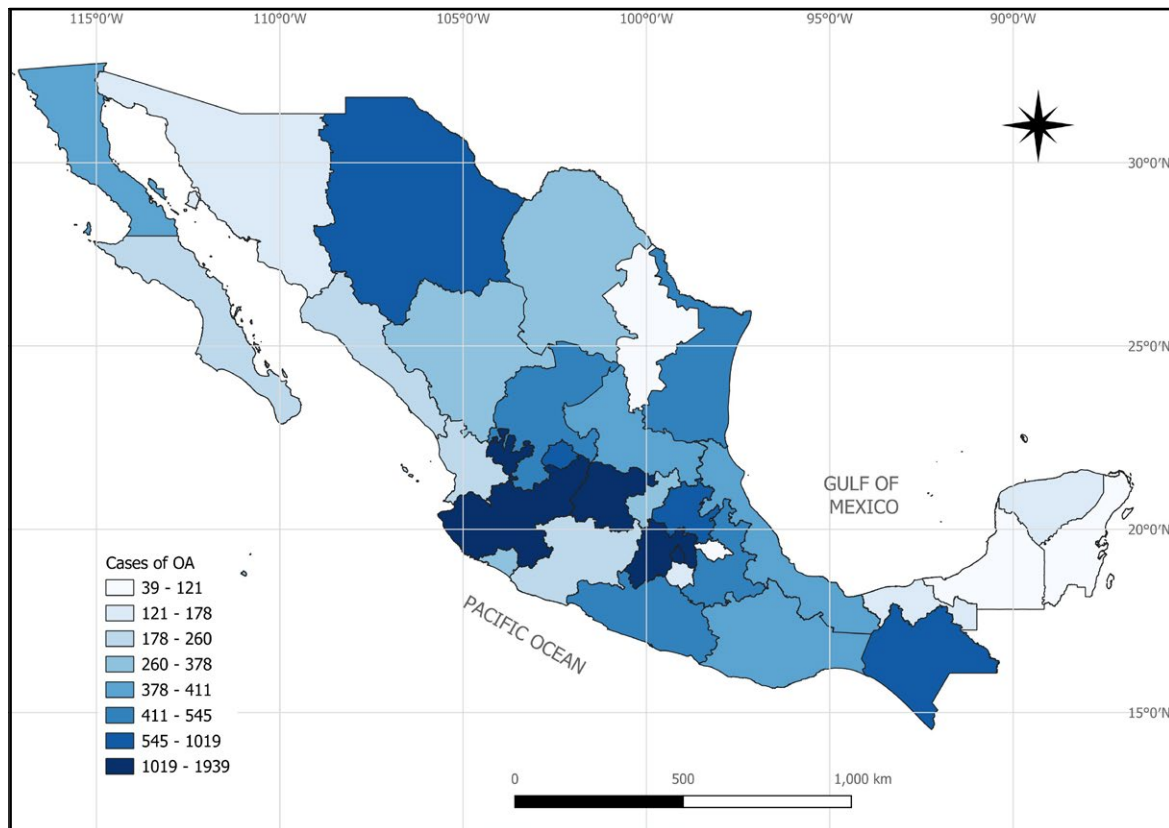 115°0'W 110°0'W 105°0'W 100°0'W 95°0'W 90°0'W
30°0'N
25°0'N
GULF OF
MEXICO
20°0'N
Cases of OA
39 - 121
121 - 178
178 - 260
260 - 378
378 - 411
411 - 545
545 - 1019
1019 - 1939
PACIFIC OCEAN
15°0'N
0 500 1,000 km